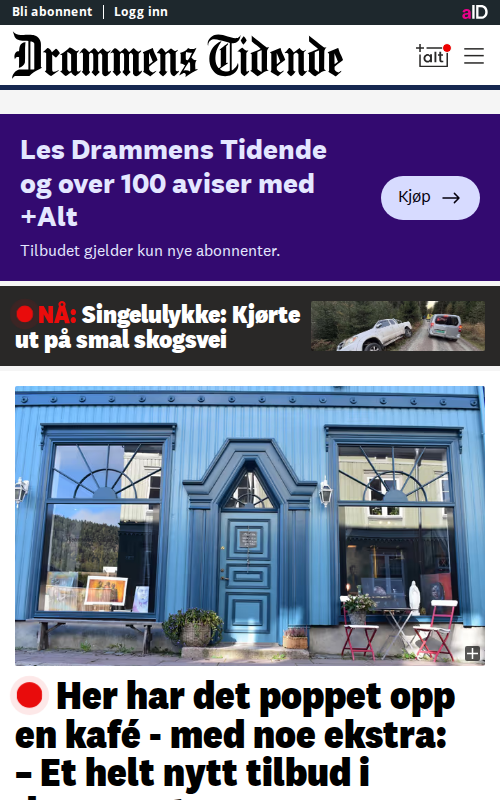 Bli abonnent
Logg inn
aID
Drammens Tidende
+alt
Les Drammens Tidende
og over 100 aviser med
+Alt
Tilbudet gjelder kun nye abonnenter.
Kjøp
NÅ: Singelulykke: Kjørte
ut på smal skogsvei
Her har det poppet opp
en kafé - med noe ekstra:
– Et helt nytt tilbud i